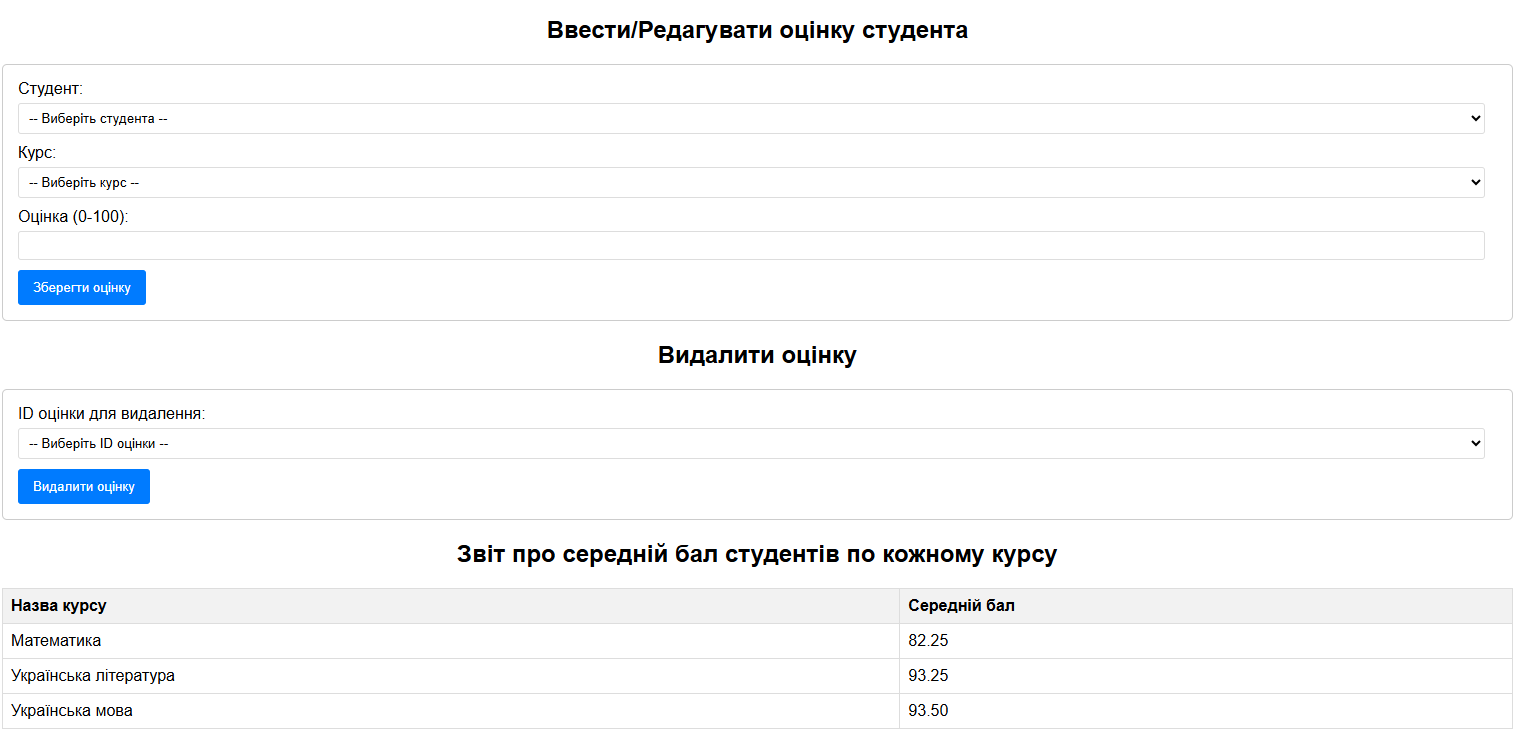 Ввести/Редагувати оцінку студента
Студент:
-- Виберіть студента --
Курс:
-- Виберіть курс --
Оцінка (0-100):
Зберегти оцінку
Видалити оцінку
ID оцінки для видалення:
-- Виберіть ID оцінки --
Видалити оцінку
Звіт про середній бал студентів по кожному курсу
Назва курсу Середній бал
Математика 82.25
Українська література 93.25
Українська мова 93.50